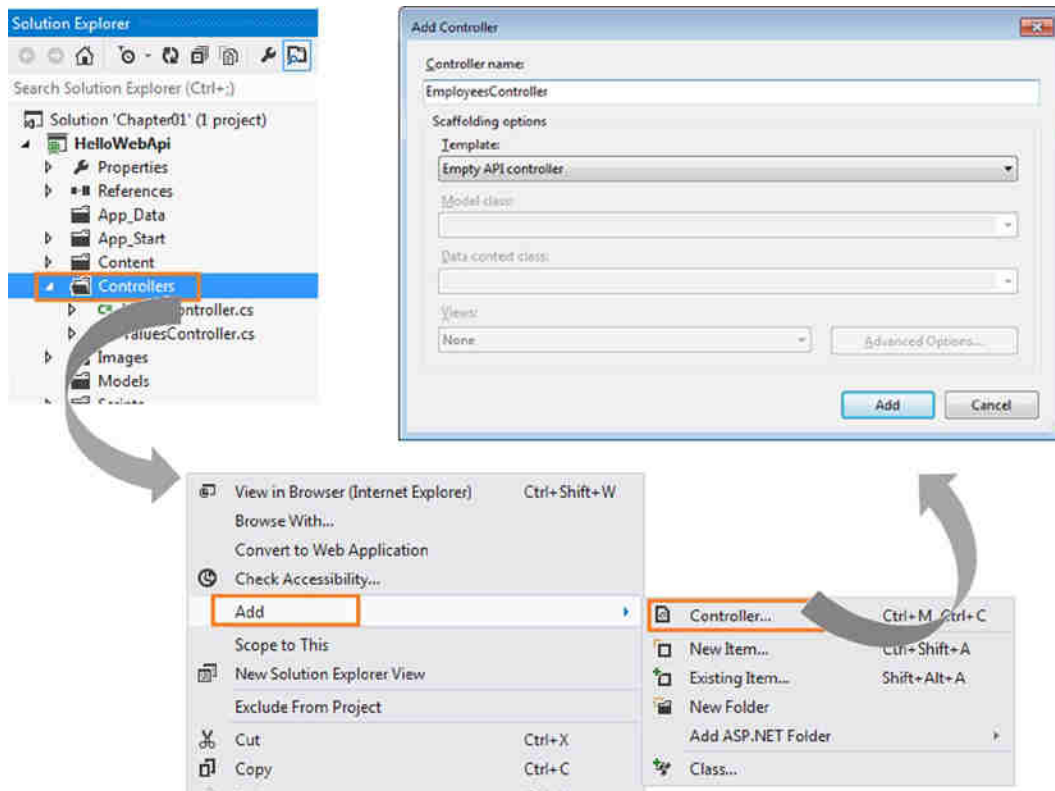 Solution Explorer
Search Solution Explorer (Ctrl+;)
Solution 'Chapter01' (1 project)
HelloWebApi
Properties
References
App_Data
App_Start
Content
Controllers
ntroller.cs
aluesController.cs
Images
Models
Add Controller
Controller name:
EmployeesController
Scaffolding options
Template:
Empty API controller
Model class:
Data context class:
Views:
None
Advanced Options...
Add Cancel
View in Browser (Internet Explorer) Ctrl+Shift+W
Browse With...
Convert to Web Application
Check Accessibility...
Add
Scope to This
New Solution Explorer View
Exclude From Project
Cut Ctrl+X
Copy Ctrl+C
Controller... Ctrl+M, Ctrl+C
New Item... Ctrl+Shift+A
Existing Item... Shift+Alt+A
New Folder
Add ASP.NET Folder
Class...